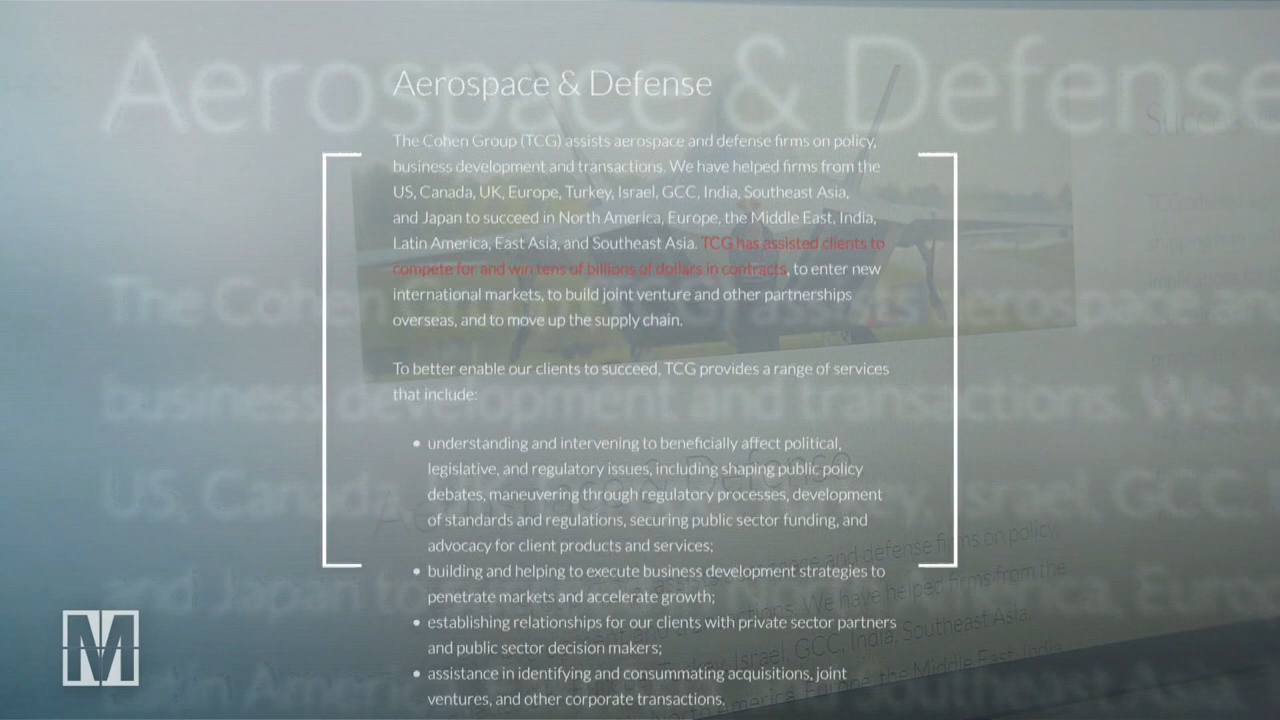 Aerospace & Defense
The Cohen Group (TCG) assists aerospace and defense firms on policy,
business development and transactions. We have helped firms from the
US, Canada, UK, Europe, Turkey, Israel, GCC, India, Southeast Asia,
and Japan to succeed in North America, Europe, the Middle East, India,
Latin America, East Asia, and Southeast Asia. TCG has assisted clients to
compete for and win tens of billions of dollars in contracts, to enter new
international markets, to build joint venture and other partnerships
overseas, and to move up the supply chain.
To better enable our clients to succeed, TCG provides a range of services
that include:
• understanding and intervening to beneficially affect political,
legislative, and regulatory issues, including shaping public policy
debates, maneuvering through regulatory processes, development
of standards and regulations, securing public sector funding, and
advocacy for client products and services;
• building and helping to execute business development strategies to
penetrate markets and accelerate growth;
• establishing relationships for our clients with private sector partners
and public sector decision makers;
• assistance in identifying and consummating acquisitions, joint
ventures, and other corporate transactions.
Aerospace & Defense
M